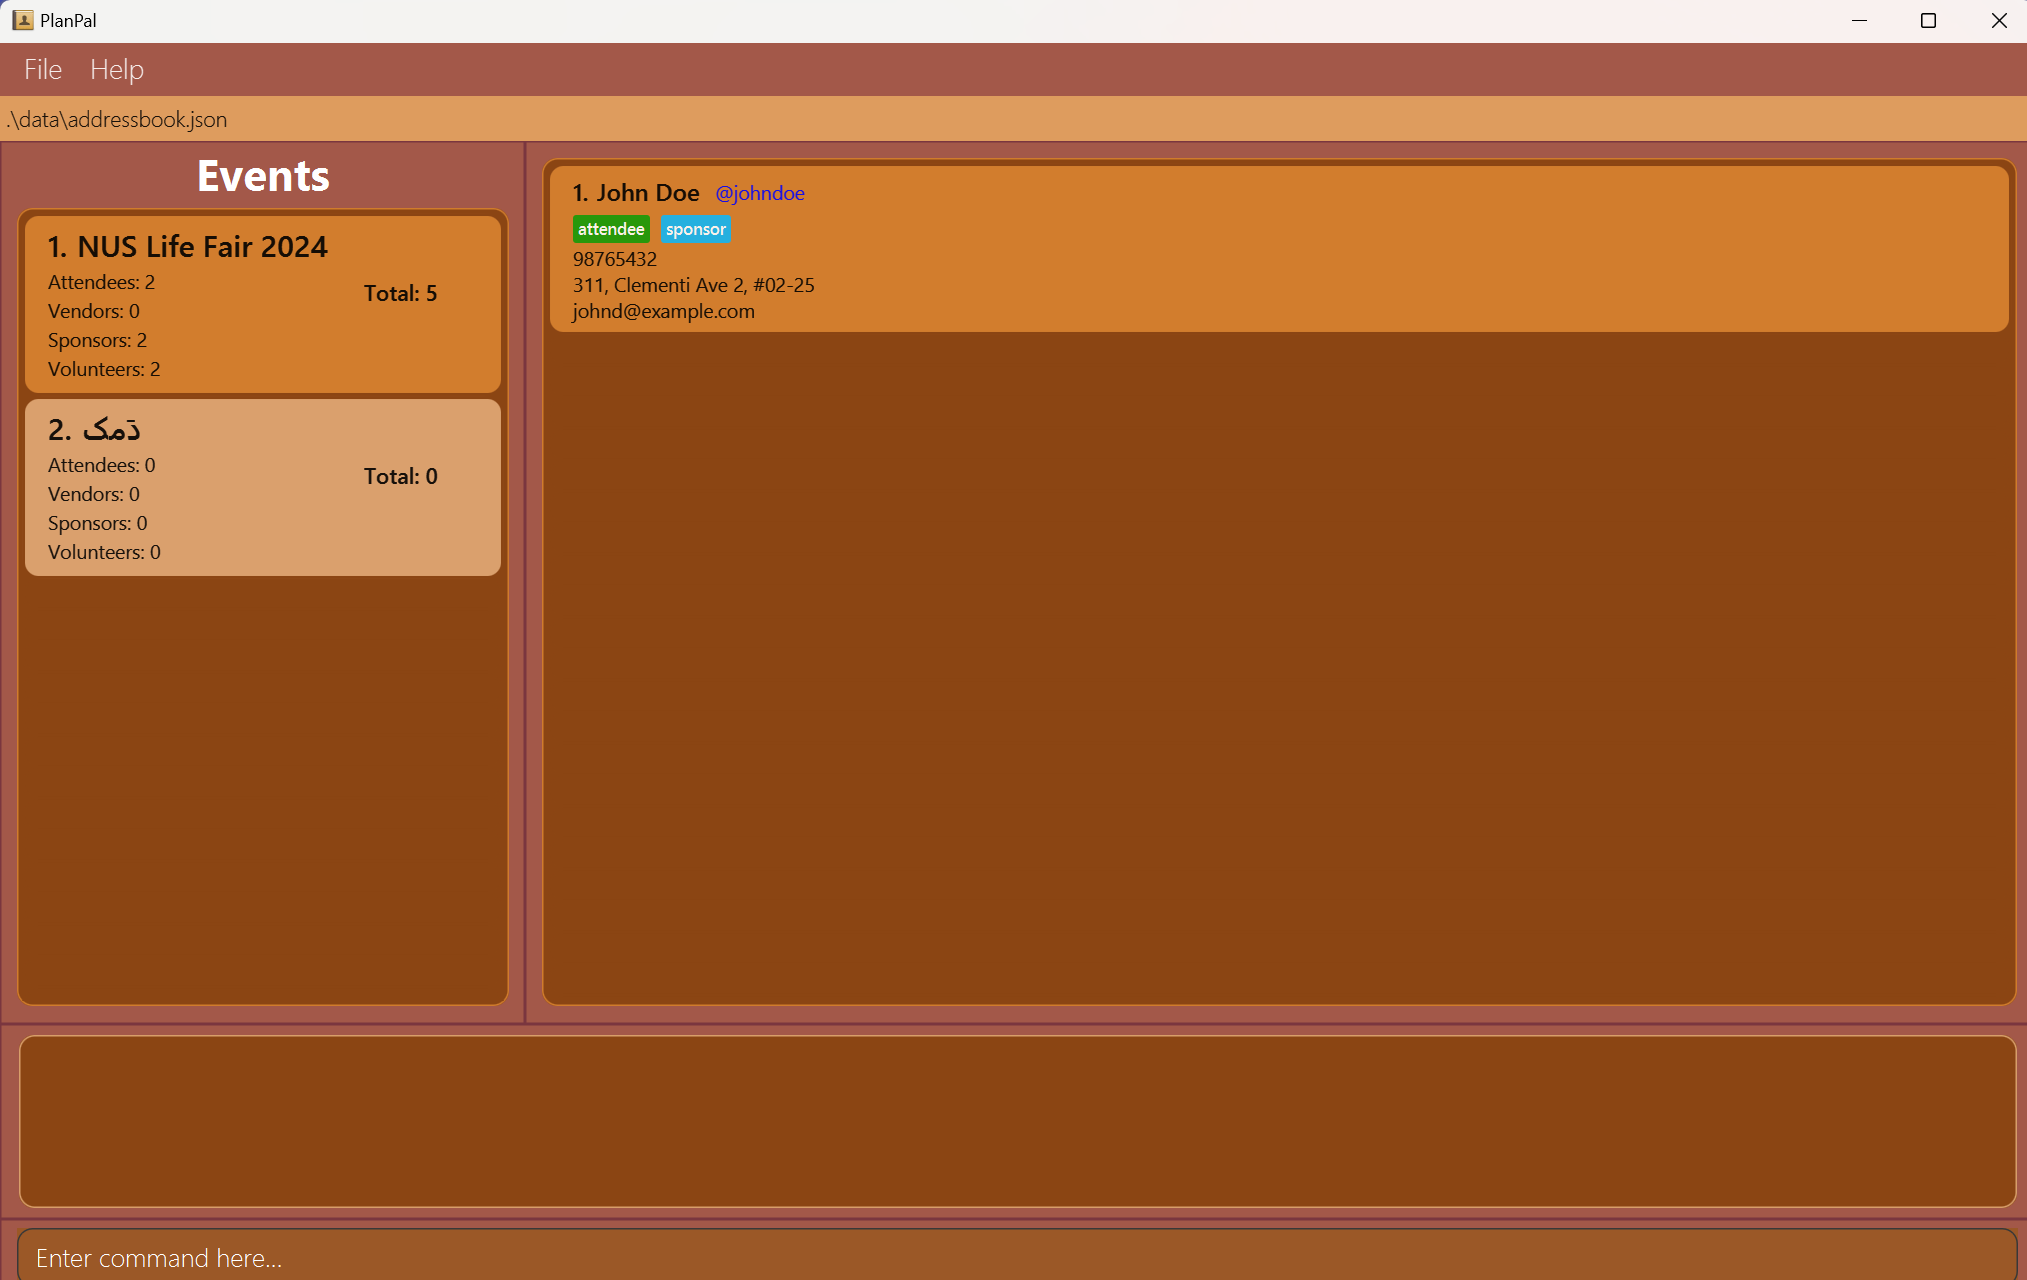 PlanPal
File Help
.\data\addressbook.json
Events
1. NUS Life Fair 2024
Attendees: 2
Total: 5
Vendors: 0
Sponsors: 2
Volunteers: 2
2. 
Attendees: 0
Total: 0
Vendors: 0
Sponsors: 0
Volunteers: 0
1. John Doe @johndoe
attendee sponsor
98765432
311, Clementi Ave 2, #02-25
johnd@example.com
Enter command here...